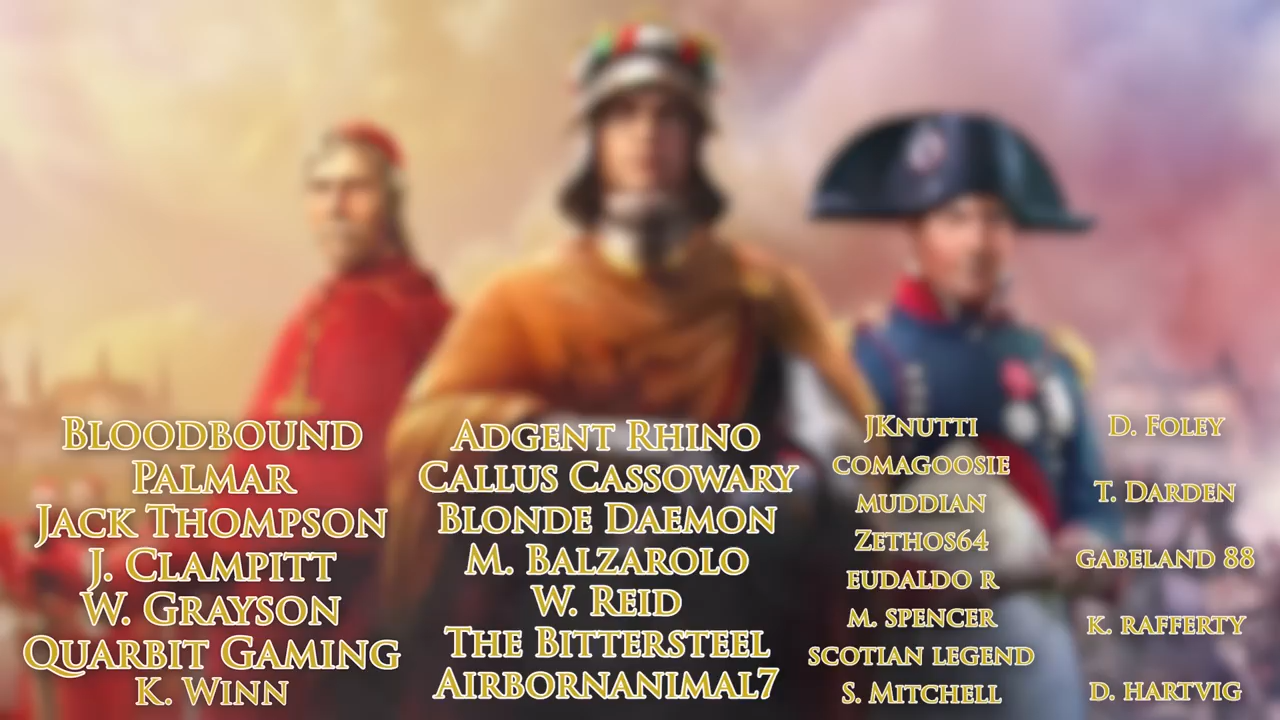 Bloodbound
Palmar
Jack Thompson
J. Clampitt
W. Grayson
Quarbit Gaming
K. Winn
Adgent Rhino
Callus Cassowary
Blonde Daemon
M. Balzarolo
W. Reid
The Bittersteel
Airbornanimal7
JKnutti
comagoosie
muddian
Zethos64
eudaldo r
m. spencer
scotian legend
S. Mitchell
D. Foley
T. Darden
gabeland 88
k. rafferty
d. hartvig